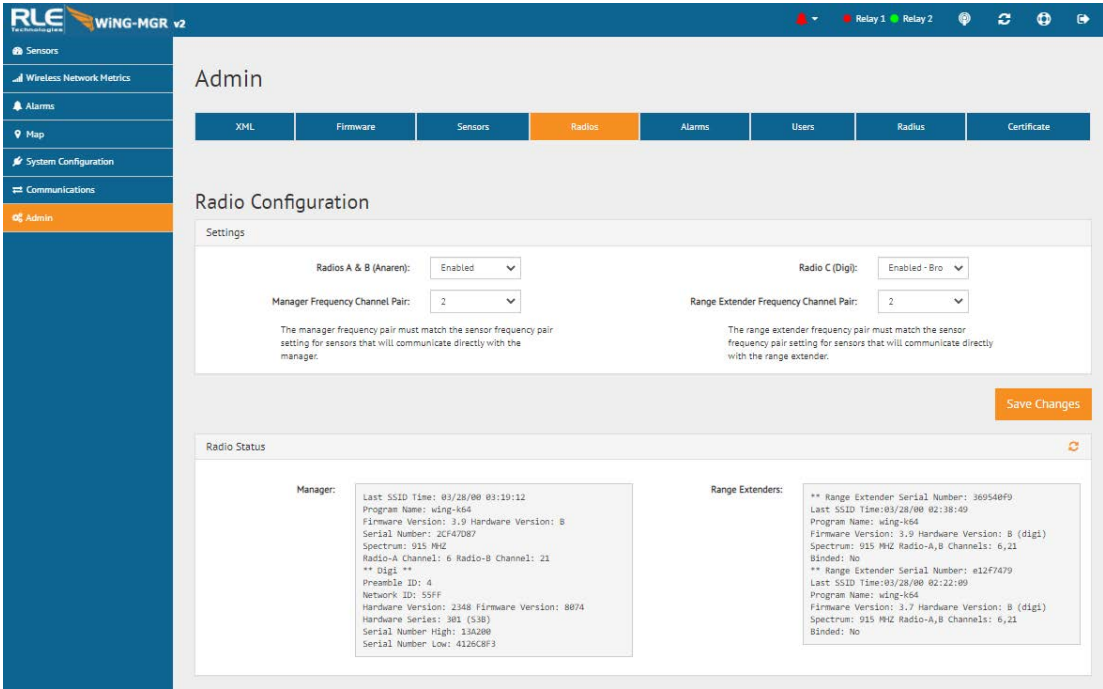 RLE Technologies WiNG-MGR v2
Relay 1 Relay 2
Sensors
Wireless Network Metrics
Alarms
Map
System Configuration
Communications
Admin
Admin
XML Firmware Sensors Radios Alarms Users Radius Certificate
Radio Configuration
Settings
Radios A & B (Anaren): Enabled
Radio C (Digi): Enabled - Bro
Manager Frequency Channel Pair: 2
Range Extender Frequency Channel Pair: 2
The manager frequency pair must match the sensor frequency pair
setting for sensors that will communicate directly with the
manager.
The range extender frequency pair must match the sensor
frequency pair setting for sensors that will communicate directly
with the range extender.
Save Changes
Radio Status
Manager:
Last SSID Time: 03/28/00 03:19:12
Program Name: wing-k64
Firmware Version: 3.9 Hardware Version: B
Serial Number: 2CF47D87
Spectrum: 915 MHZ
Radio-A Channel: 6 Radio-B Channel: 21
** Digi **
Preamble ID: 4
Network ID: 55FF
Hardware Version: 2348 Firmware Version: 8074
Hardware Series: 301 (S3B)
Serial Number High: 13A200
Serial Number Low: 4126C8F3
Range Extenders:
** Range Extender Serial Number: 369540f9
Last SSID Time:03/28/00 02:38:49
Program Name: wing-k64
Firmware Version: 3.9 Hardware Version: B (digi)
Spectrum: 915 MHZ Radio-A,B Channels: 6,21
Binded: No
** Range Extender Serial Number: e12f7479
Last SSID Time:03/28/00 02:22:09
Program Name: wing-k64
Firmware Version: 3.7 Hardware Version: B (digi)
Spectrum: 915 MHZ Radio-A,B Channels: 6,21
Binded: No